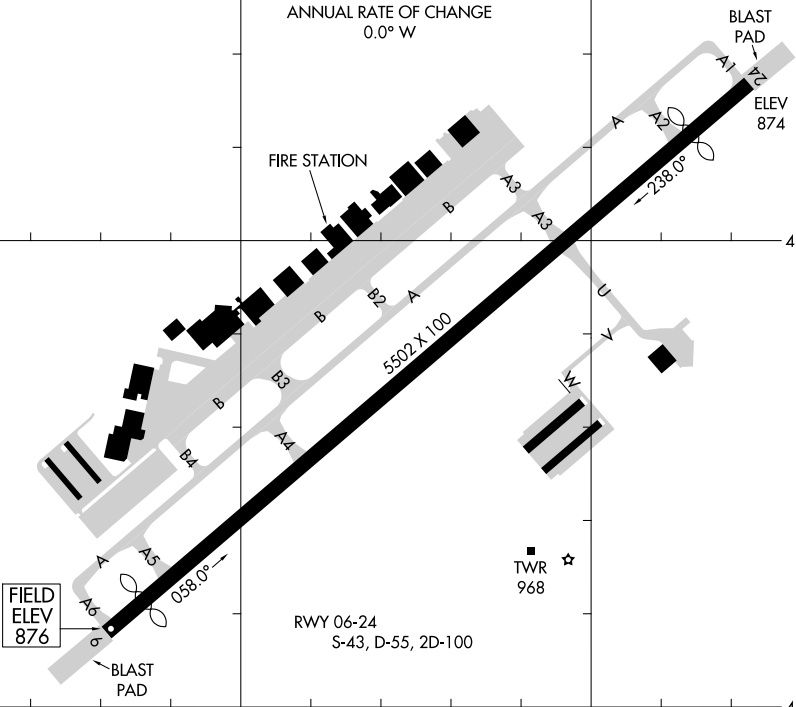 ANNUAL RATE OF CHANGE
0.0° W
BLAST
PAD
A1
24
ELEV
874
A
A2
FIRE STATION
238.0°
A3
B
A3
4
U
B2
A
B
V
5502 X 100
W
B3
B
A4
B4
A
A5
TWR
968
058.0°
FIELD
ELEV
876
A6
6
RWY 06-24
S-43, D-55, 2D-100
BLAST
PAD
4